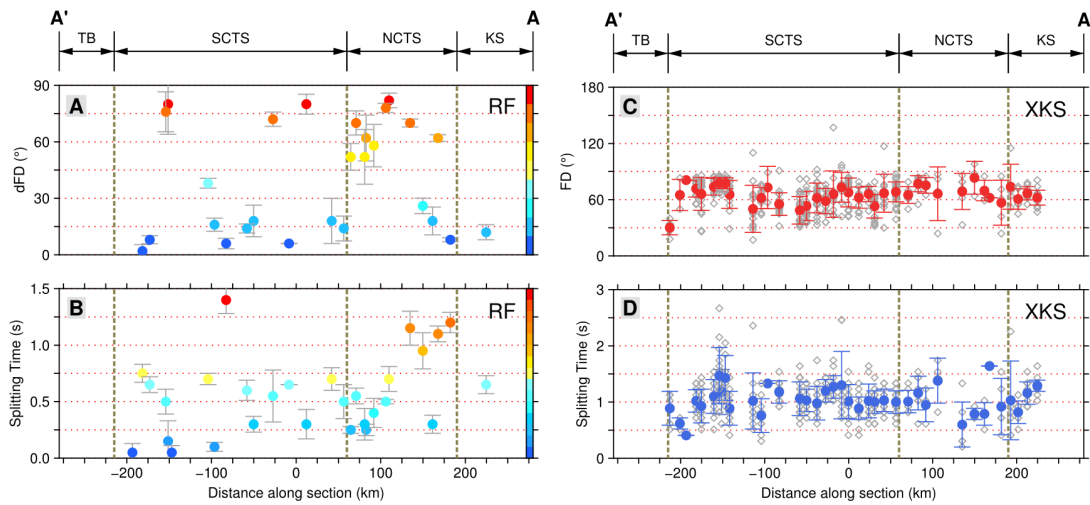 A' A
TB SCTS NCTS KS
A RF
90
60
30
0
dFD (°)
B RF
1.5
1.0
0.5
0.0
Splitting Time (s)
−200 −100 0 100 200
Distance along section (km)
A' A
TB SCTS NCTS KS
C XKS
180
120
60
0
FD (°)
D XKS
3
2
1
0
Splitting Time (s)
−200 −100 0 100 200
Distance along section (km)